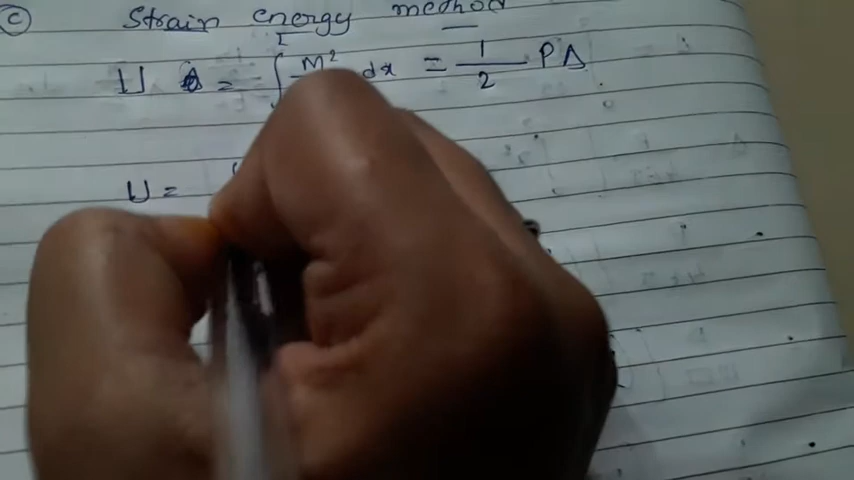 (C) Strain energy method
U = ∫ M² dx = 1/2 PΔ
U =